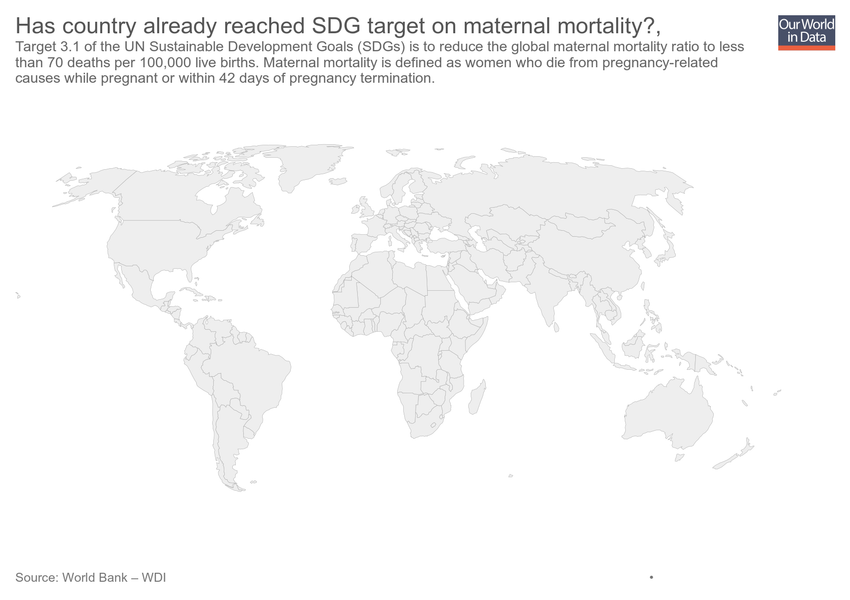 Has country already reached SDG target on maternal mortality?,
Our World
in Data
Target 3.1 of the UN Sustainable Development Goals (SDGs) is to reduce the global maternal mortality ratio to less
than 70 deaths per 100,000 live births. Maternal mortality is defined as women who die from pregnancy-related
causes while pregnant or within 42 days of pregnancy termination.
Source: World Bank – WDI
•